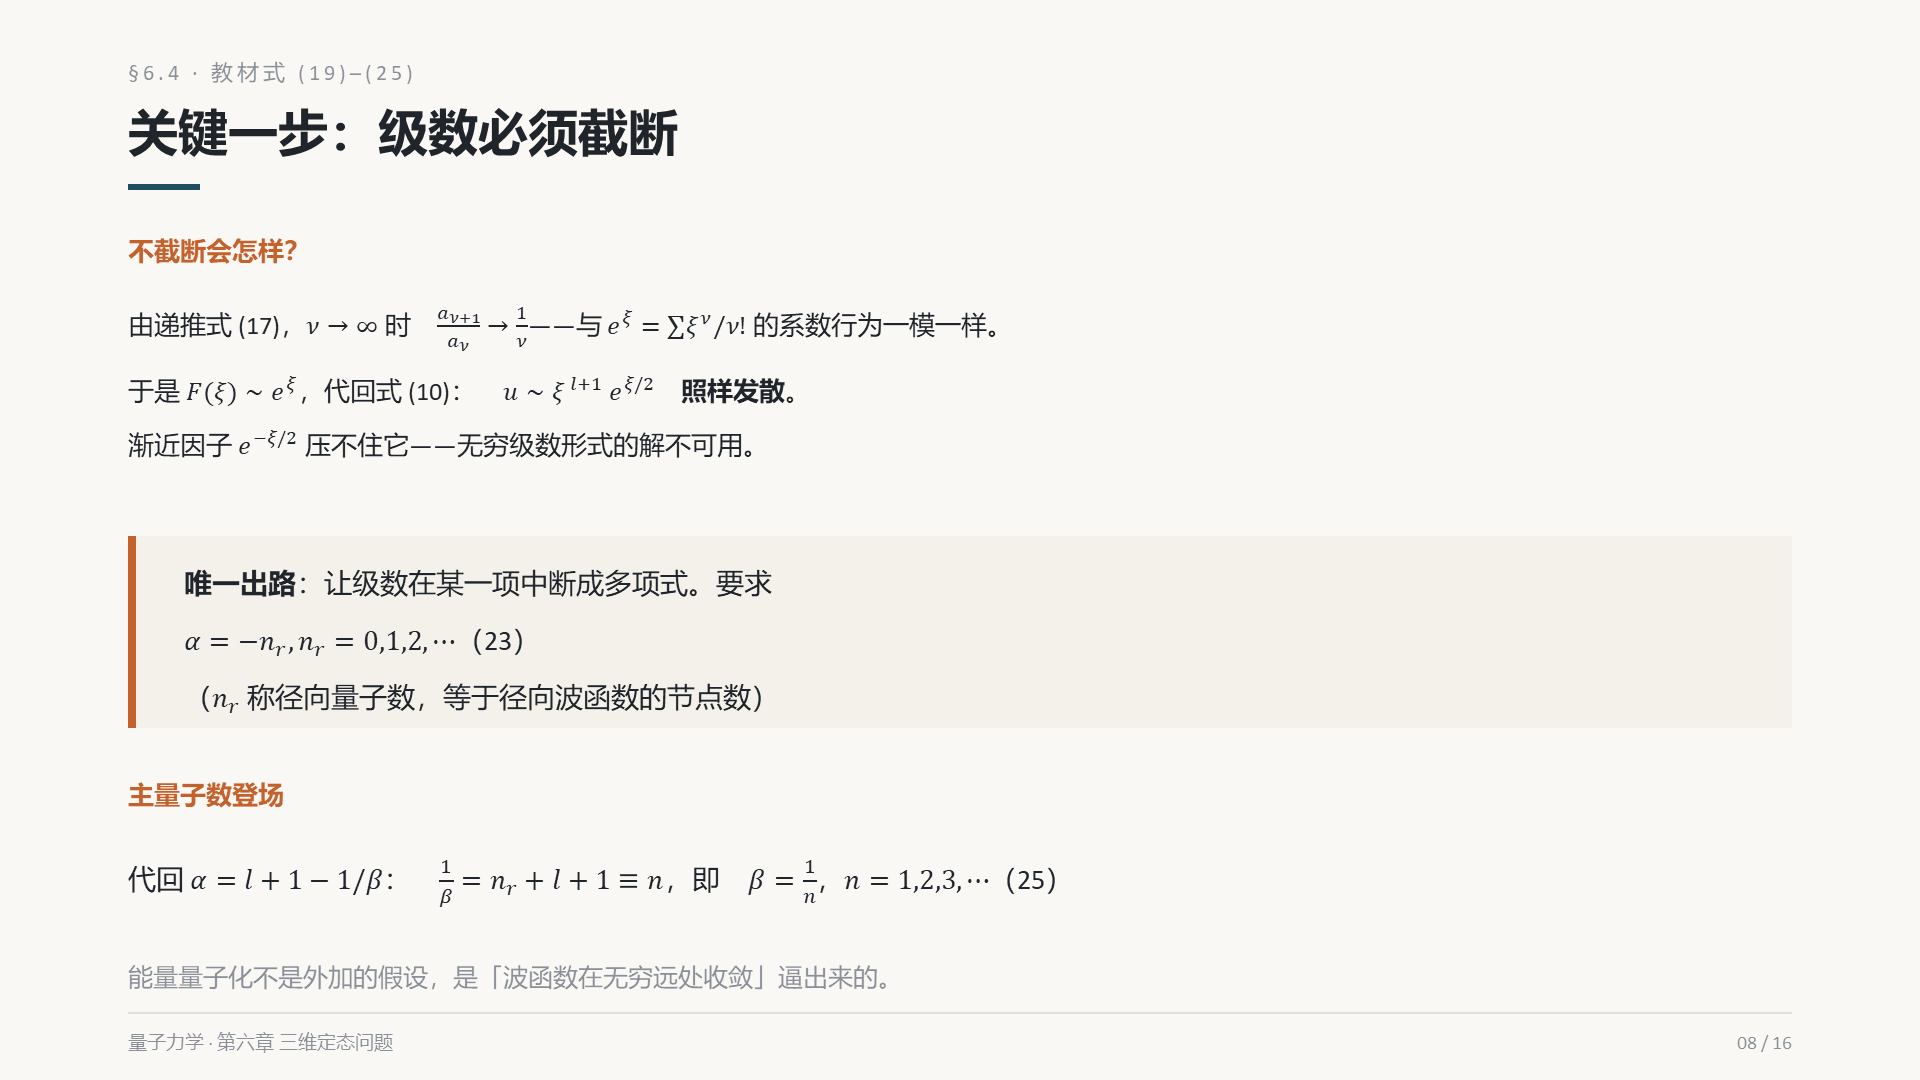 §6.4 · 教材式 (19)–(25)
关键一步：级数必须截断
不截断会怎样？
由递推式 (17)，ν → ∞ 时 a_{ν+1}/a_ν → 1/ν——与 e^ξ = ∑ξ^ν/ν! 的系数行为一模一样。
于是 F(ξ) ~ e^ξ，代回式 (10)： u ~ ξ^{l+1} e^{ξ/2} 照样发散。
渐近因子 e^{−ξ/2} 压不住它——无穷级数形式的解不可用。
唯一出路：让级数在某一项中断成多项式。要求
α = −n_r, n_r = 0,1,2,⋯（23）
（n_r 称径向量子数，等于径向波函数的节点数）
主量子数登场
代回 α = l + 1 − 1/β： 1/β = n_r + l + 1 ≡ n，即 β = 1/n，n = 1,2,3,⋯（25）
能量量子化不是外加的假设，是「波函数在无穷远处收敛」逼出来的。
量子力学 · 第六章 三维定态问题
08 / 16